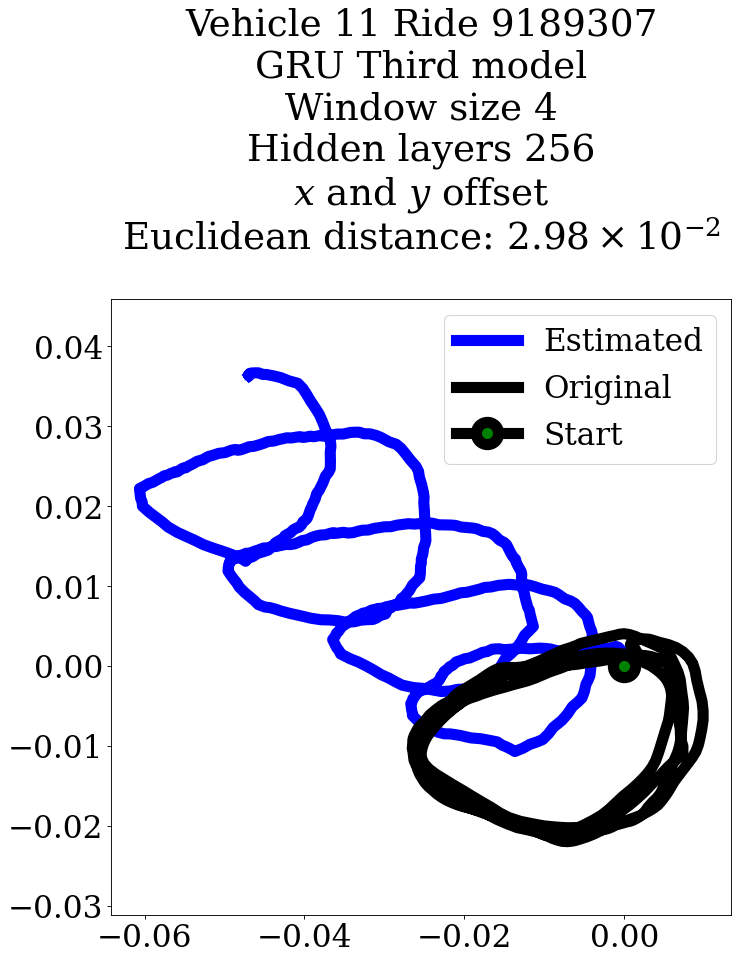 Vehicle 11 Ride 9189307
GRU Third model
Window size 4
Hidden layers 256
x and y offset
Euclidean distance: 2.98 × 10⁻²
Estimated
Original
Start
0.04
0.03
0.02
0.01
0.00
−0.01
−0.02
−0.03
−0.06 −0.04 −0.02 0.00